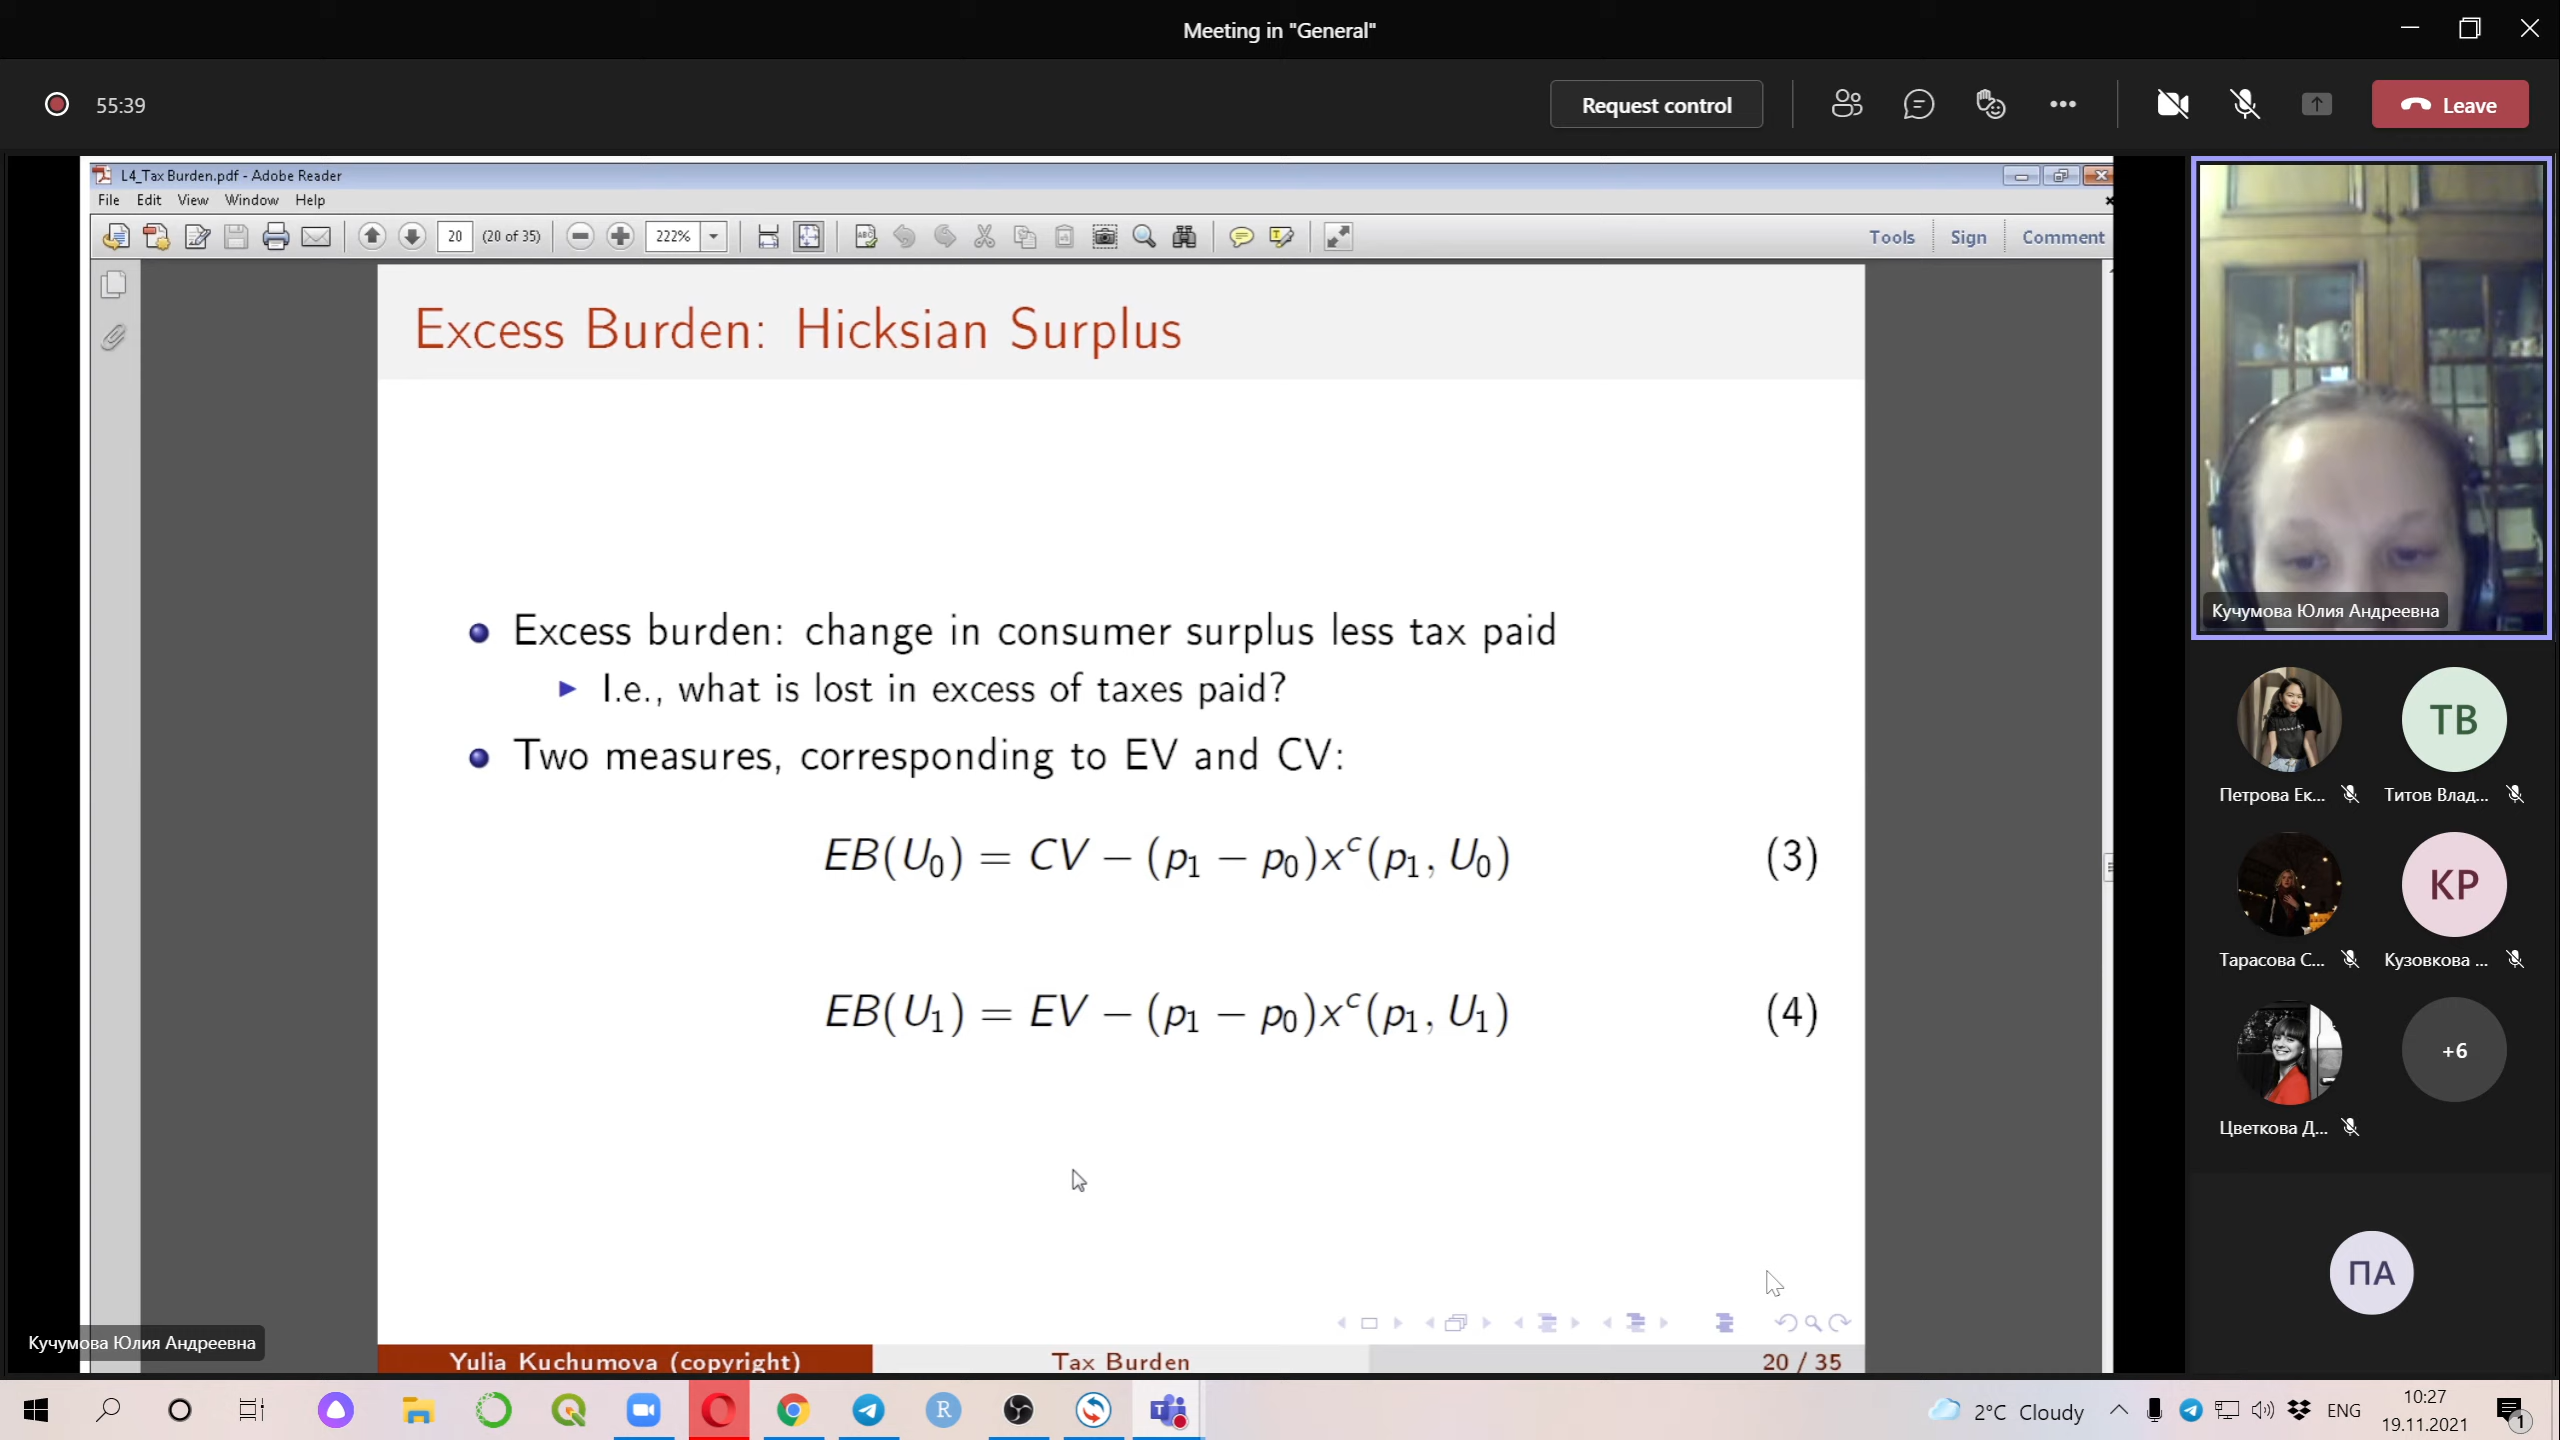 Meeting in "General"
55:39
Request control
Leave
L4_Tax Burden.pdf - Adobe Reader
File Edit View Window Help
20 (20 of 35) 222% Tools Sign Comment
Excess Burden: Hicksian Surplus
Excess burden: change in consumer surplus less tax paid
I.e., what is lost in excess of taxes paid?
Two measures, corresponding to EV and CV:
EB(U₀) = CV − (p₁ − p₀)xᶜ(p₁, U₀) (3)
EB(U₁) = EV − (p₁ − p₀)xᶜ(p₁, U₁) (4)
Yulia Kuchumova (copyright) Tax Burden 20 / 35
Кучумова Юлия Андреевна
Кучумова Юлия Андреевна
ТВ
Петрова Ек... Титов Влад...
КР
Тарасова С... Кузовкова ...
+6
Цветкова Д...
ПА
R
T
2°C Cloudy ENG
10:27
19.11.2021
1